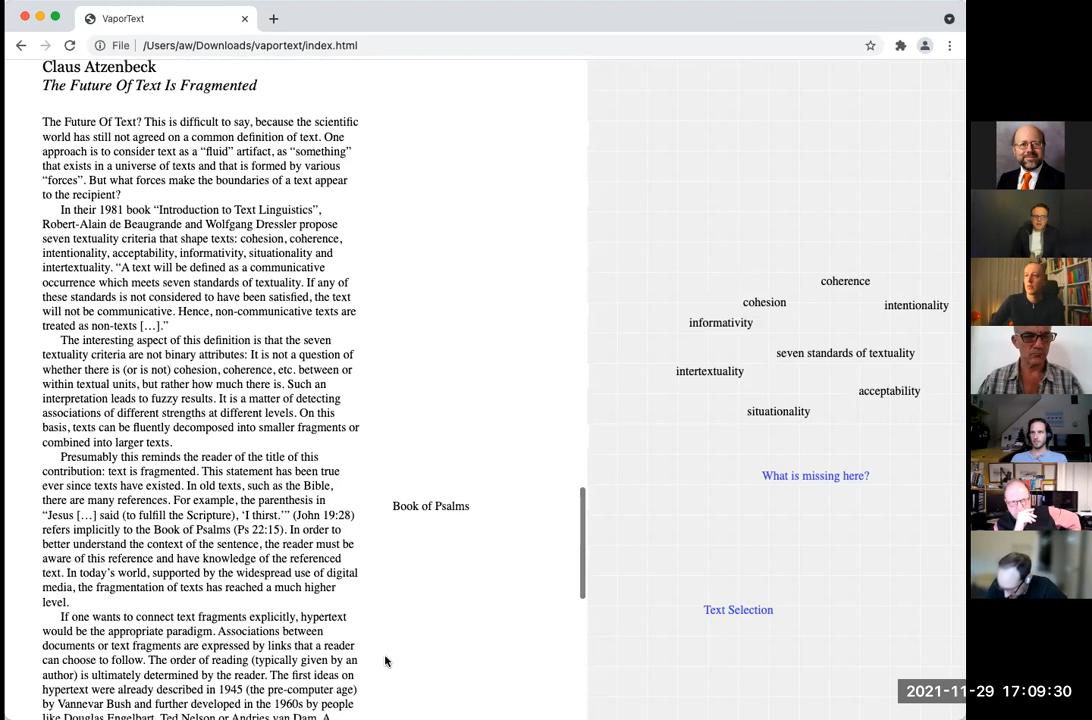 VaporText
File
/Users/aw/Downloads/vaportext/index.html
Claus Atzenbeck
The Future Of Text Is Fragmented
The Future Of Text? This is difficult to say, because the scientific
world has still not agreed on a common definition of text. One
approach is to consider text as a “fluid” artifact, as “something”
that exists in a universe of texts and that is formed by various
“forces”. But what forces make the boundaries of a text appear
to the recipient?
In their 1981 book “Introduction to Text Linguistics”,
Robert-Alain de Beaugrande and Wolfgang Dressler propose
seven textuality criteria that shape texts: cohesion, coherence,
intentionality, acceptability, informativity, situationality and
intertextuality. “A text will be defined as a communicative
occurrence which meets seven standards of textuality. If any of
these standards is not considered to have been satisfied, the text
will not be communicative. Hence, non-communicative texts are
treated as non-texts […].”
The interesting aspect of this definition is that the seven
textuality criteria are not binary attributes: It is not a question of
whether there is (or is not) cohesion, coherence, etc. between or
within textual units, but rather how much there is. Such an
interpretation leads to fuzzy results. It is a matter of detecting
associations of different strengths at different levels. On this
basis, texts can be fluently decomposed into smaller fragments or
combined into larger texts.
Presumably this reminds the reader of the title of this
contribution: text is fragmented. This statement has been true
ever since texts have existed. In old texts, such as the Bible,
there are many references. For example, the parenthesis in
“Jesus […] said (to fulfill the Scripture), ‘I thirst.’” (John 19:28)
refers implicitly to the Book of Psalms (Ps 22:15). In order to
better understand the context of the sentence, the reader must be
aware of this reference and have knowledge of the referenced
text. In today’s world, supported by the widespread use of digital
media, the fragmentation of texts has reached a much higher
level.
If one wants to connect text fragments explicitly, hypertext
would be the appropriate paradigm. Associations between
documents or text fragments are expressed by links that a reader
can choose to follow. The order of reading (typically given by an
author) is ultimately determined by the reader. The first ideas on
hypertext were already described in 1945 (the pre-computer age)
by Vannevar Bush and further developed in the 1960s by people
like Douglas Engelbart, Ted Nelson or Andries van Dam. A
Book of Psalms
coherence
cohesion
intentionality
informativity
seven standards of textuality
intertextuality
acceptability
situationality
What is missing here?
Text Selection
2021-11-29 17:09:30